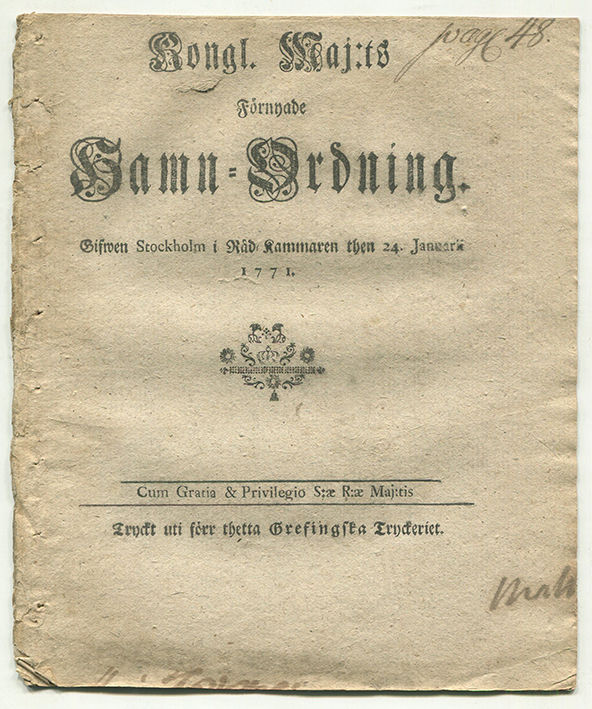 pag 48.
Kongl. Maj:ts
Förnyade
Hamn-Ordning.
Gifwen Stockholm i Råd-Kammaren then 24. Januarii
1771.
Cum Gratia & Privilegio S:æ R:æ Maj:tis
Tryckt uti förr thetta Grefingska Tryckeriet.